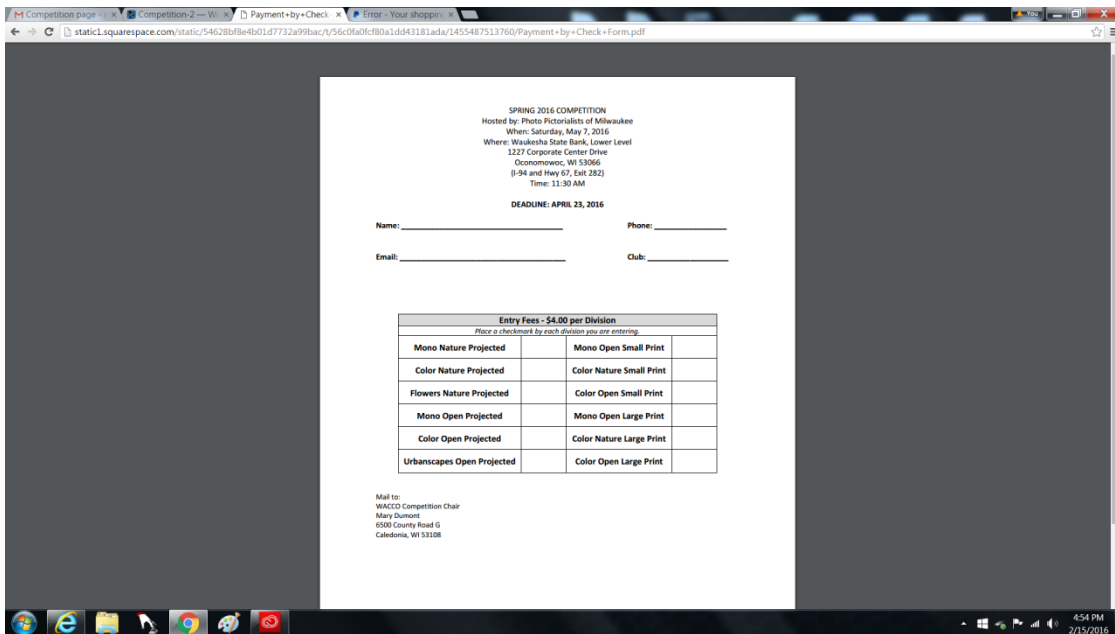 Competition page -
Competition-2 — W
Payment+by+Check
Error - Your shoppin
You
static1.squarespace.com/static/54628bf8e4b01d7732a99bac/t/56c0fa0fcf80a1dd43181ada/1455487513760/Payment+by+Check+Form.pdf
SPRING 2016 COMPETITION
Hosted by: Photo Pictorialists of Milwaukee
When: Saturday, May 7, 2016
Where: Waukesha State Bank, Lower Level
1227 Corporate Center Drive
Oconomowoc, WI 53066
(I-94 and Hwy 67, Exit 282)
Time: 11:30 AM
DEADLINE: APRIL 23, 2016
Name: Phone:
Email: Club:
Entry Fees - $4.00 per Division
Place a checkmark by each division you are entering.
Mono Nature Projected Mono Open Small Print
Color Nature Projected Color Nature Small Print
Flowers Nature Projected Color Open Small Print
Mono Open Projected Mono Open Large Print
Color Open Projected Color Nature Large Print
Urbanscapes Open Projected Color Open Large Print
Mail to:
WACCO Competition Chair
Mary Dumont
6500 County Road G
Caledonia, WI 53108
4:54 PM
2/15/2016